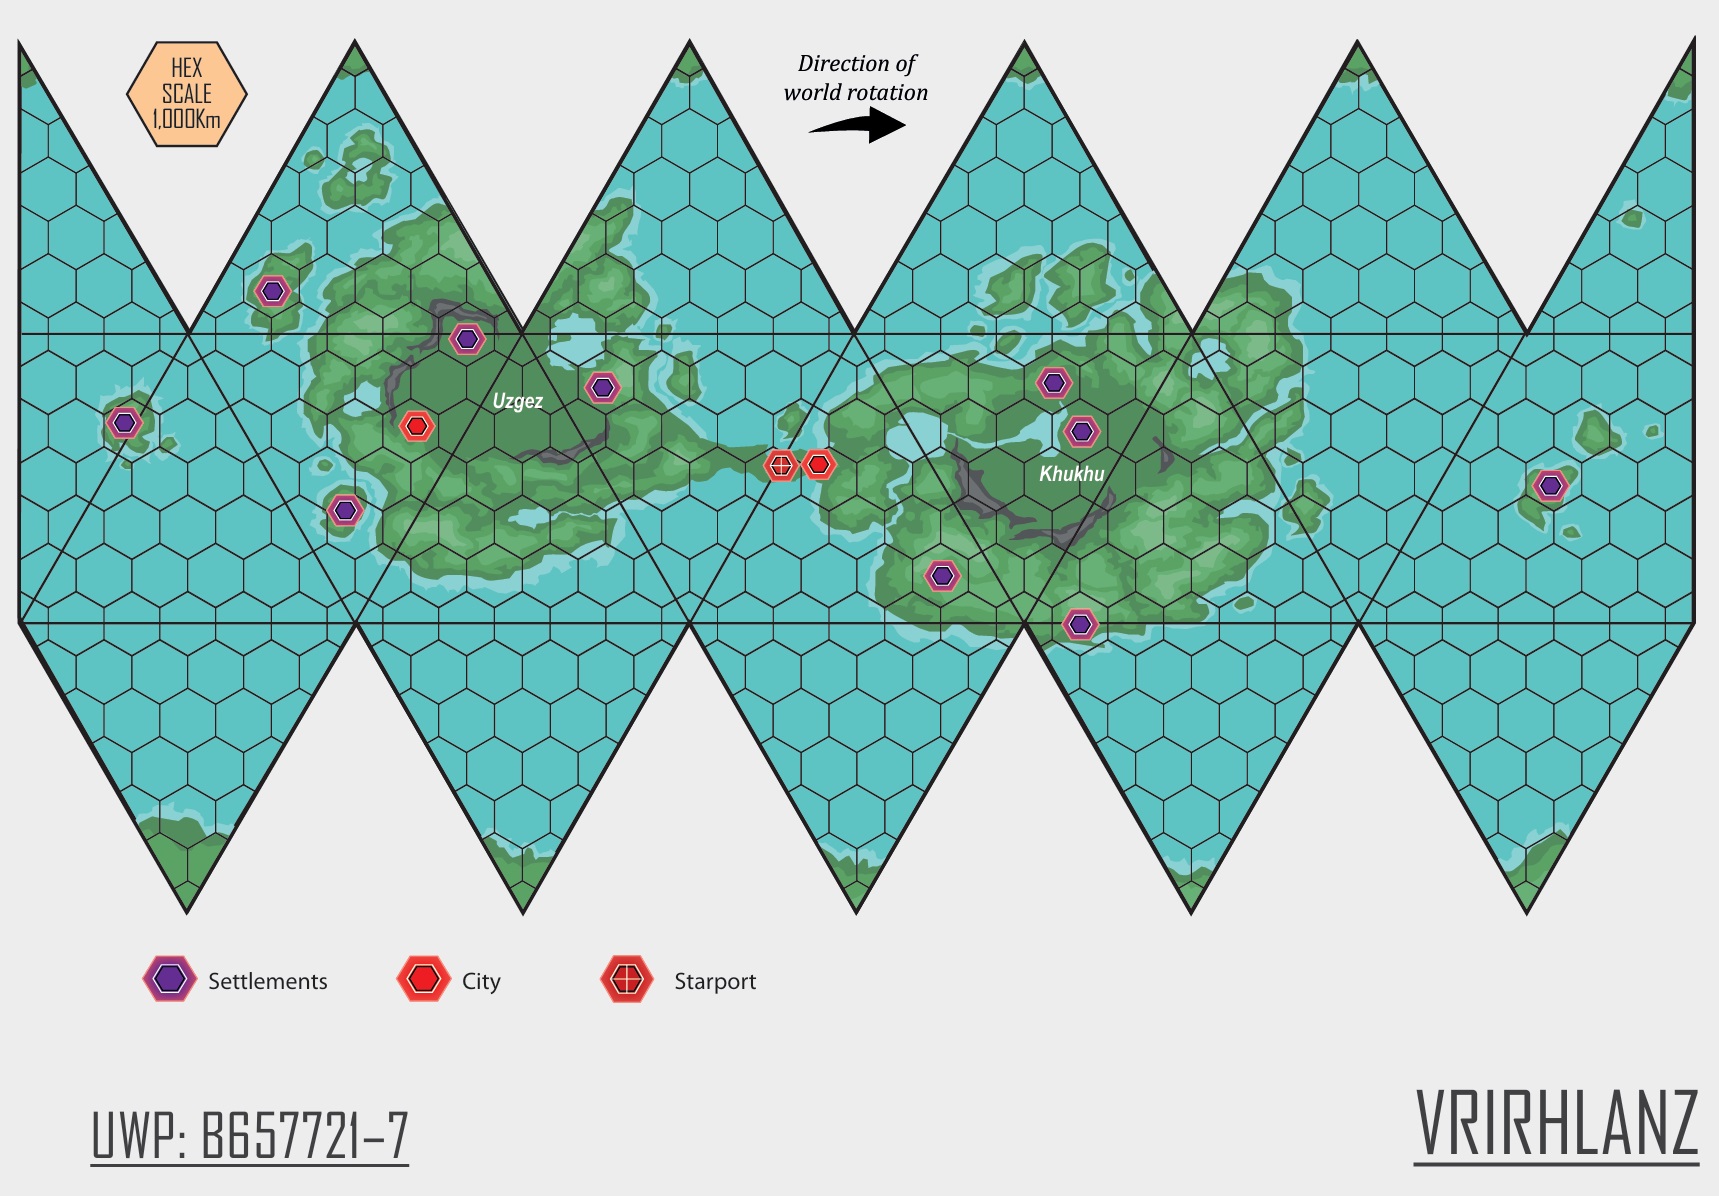 HEX
SCALE
1,000Km
Direction of
world rotation
Uzgez
Khukhu
Settlements
City
Starport
UWP: B657721-7
VRIRHLANZ